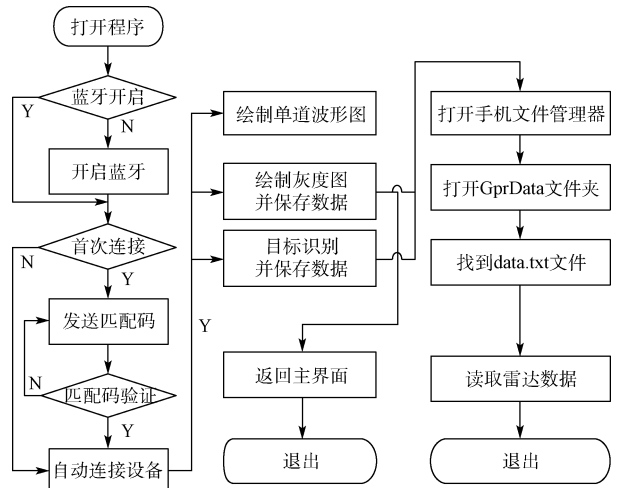 打开程序
蓝牙开启
Y
N
开启蓝牙
首次连接
N
Y
发送匹配码
N
匹配码验证
Y
自动连接设备
Y
绘制单道波形图
绘制灰度图
并保存数据
目标识别
并保存数据
返回主界面
退出
打开手机文件管理器
打开GprData文件夹
找到data.txt文件
读取雷达数据
退出